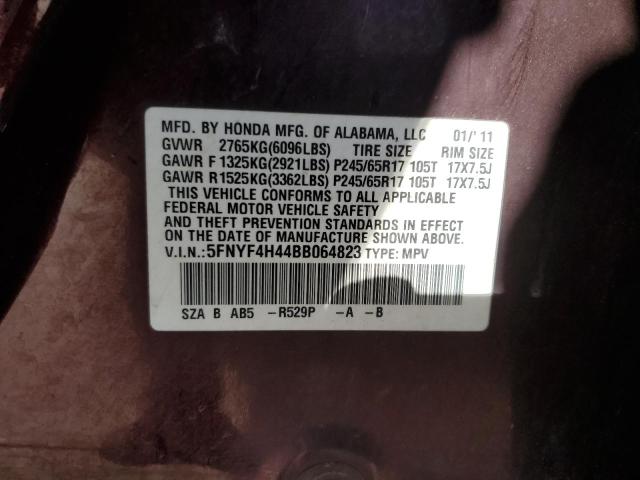 MFD. BY HONDA MFG. OF ALABAMA, LLC 01/'11
GVWR 2765KG(6096LBS) TIRE SIZE RIM SIZE
GAWR F 1325KG(2921LBS) P245/65R17 105T 17X7.5J
GAWR R 1525KG(3362LBS) P245/65R17 105T 17X7.5J
THIS VEHICLE CONFORMS TO ALL APPLICABLE
FEDERAL MOTOR VEHICLE SAFETY
AND THEFT PREVENTION STANDARDS IN EFFECT
ON THE DATE OF MANUFACTURE SHOWN ABOVE.
V.I.N.:5FNYF4H44BB064823 TYPE: MPV
SZA B AB5 -R529P -A -B